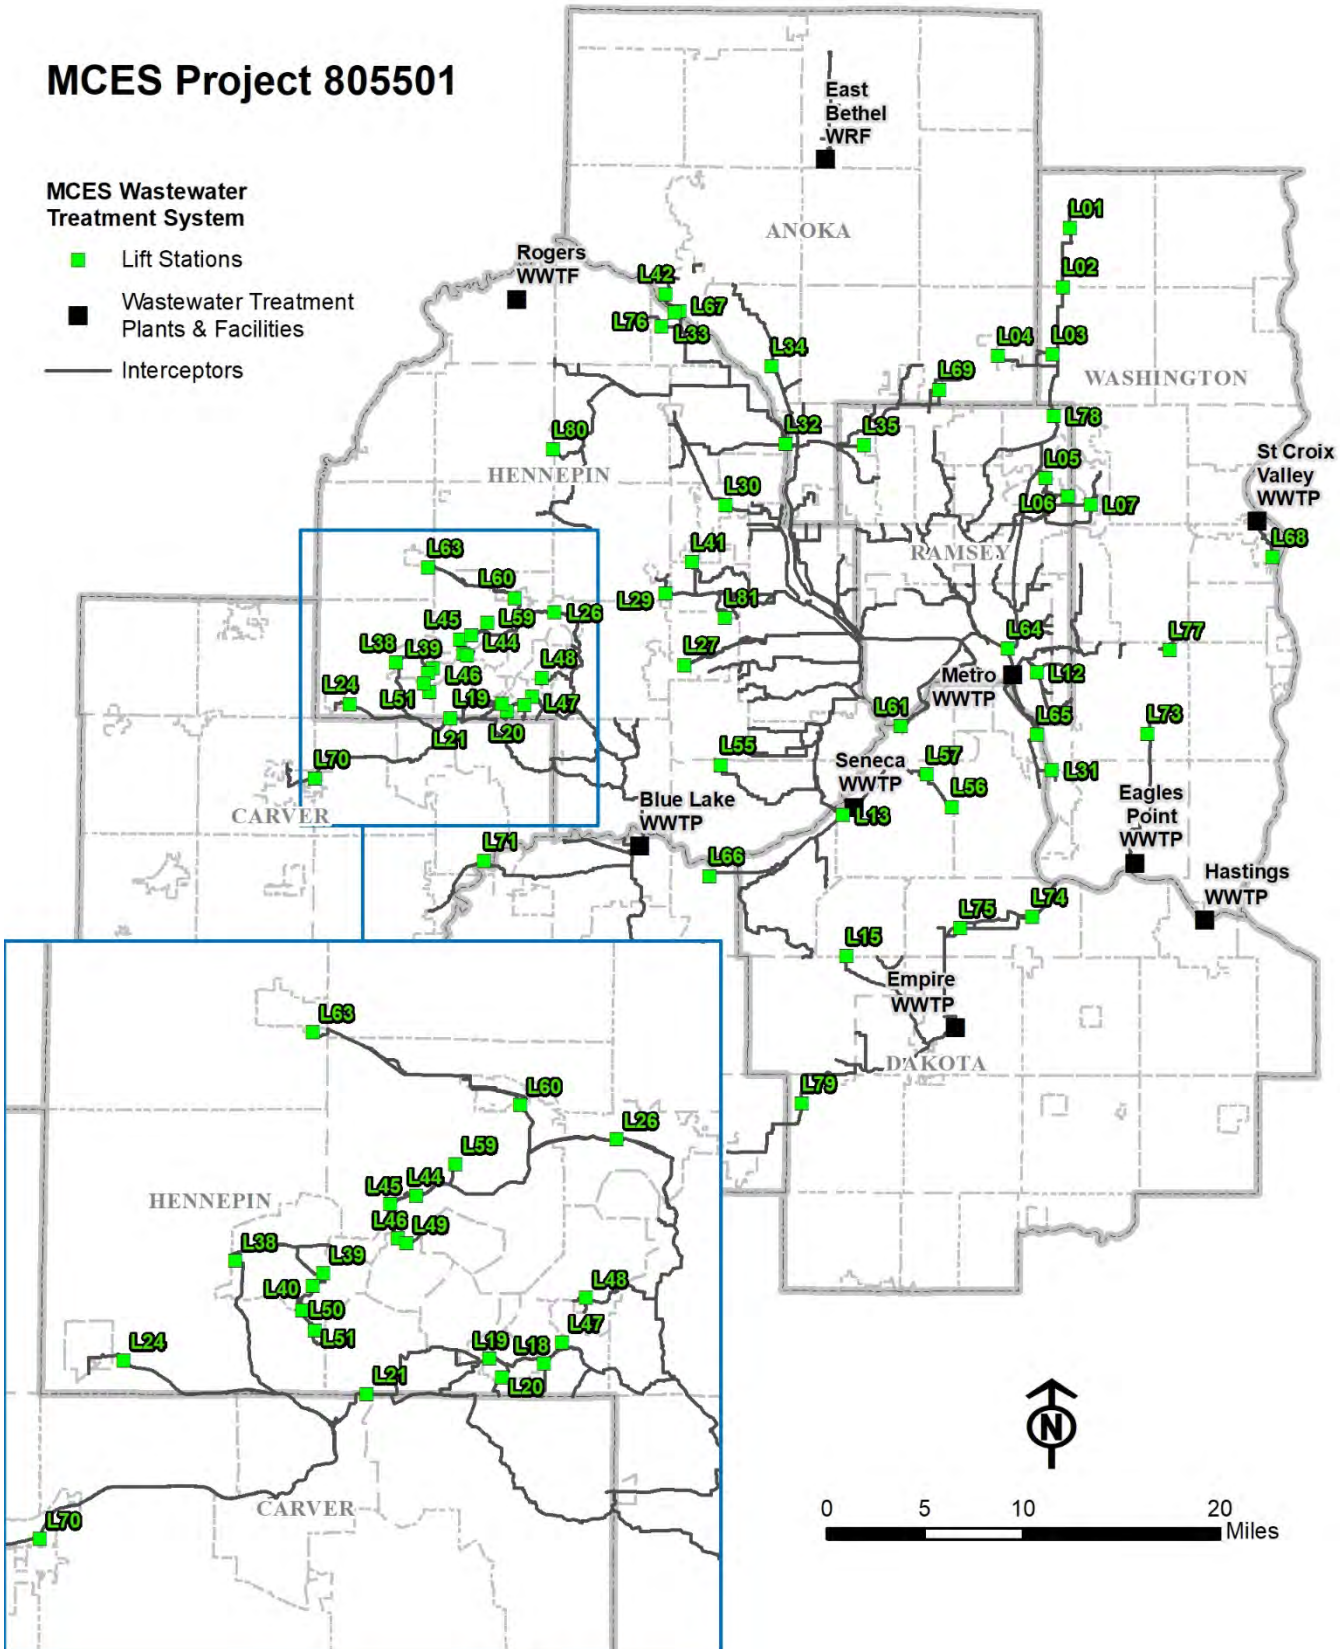 MCES Project 805501
MCES Wastewater
Treatment System
Lift Stations
Wastewater Treatment
Plants & Facilities
Interceptors
East
Bethel
WRF
ANOKA
L01
L02
Rogers
WWTF
L42
L67
L76
L33
L34
L04
L03
L69
WASHINGTON
L78
L32
L35
L80
HENNEPIN
St Croix
Valley
WWTP
L05
L30
L06
L07
L41
RAMSEY
L68
L63
L60
L29
L81
L26
L59
L45
L44
L38
L39
L64
L77
L27
L48
L46
Metro
WWTP
L12
L24
L51
L19
L47
L61
L21
L20
L65
L73
L55
Seneca
WWTP
L57
L31
L70
L56
CARVER
Blue Lake
WWTP
L13
Eagles
Point
WWTP
L71
L66
Hastings
WWTP
L75
L74
L15
Empire
WWTP
DAKOTA
L79
L63
L60
L26
L59
L45
L44
HENNEPIN
L46
L49
L38
L39
L40
L48
L50
L51
L47
L24
L19
L18
L21
L20
CARVER
L70
N
0
5
10
20
Miles